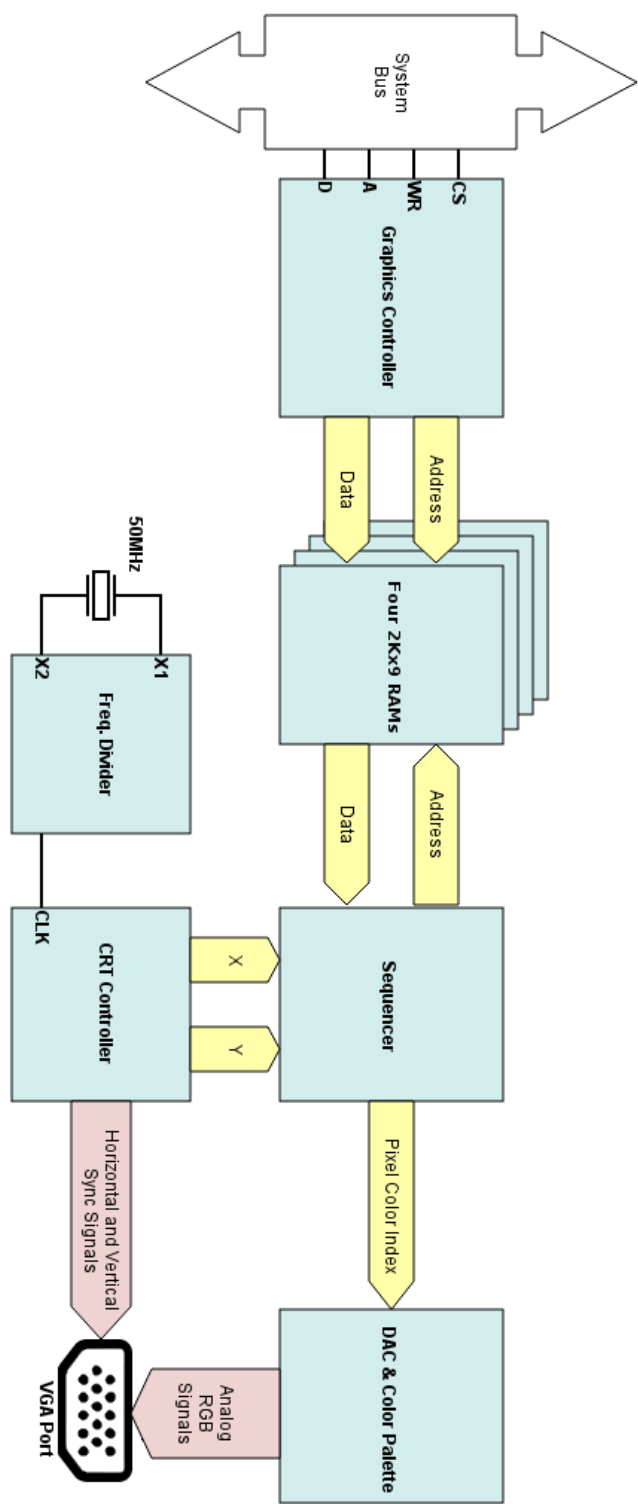 System
Bus
CS
WR
A
D
Graphics Controller
Address
Data
Four 2Kx9 RAMs
Address
Data
Sequencer
Pixel Color Index
DAC & Color Palette
50MHz
X1
X2
Freq. Divider
CLK
CRT Controller
X
Y
Horizontal and Vertical
Sync Signals
Analog
RGB
Signals
VGA Port